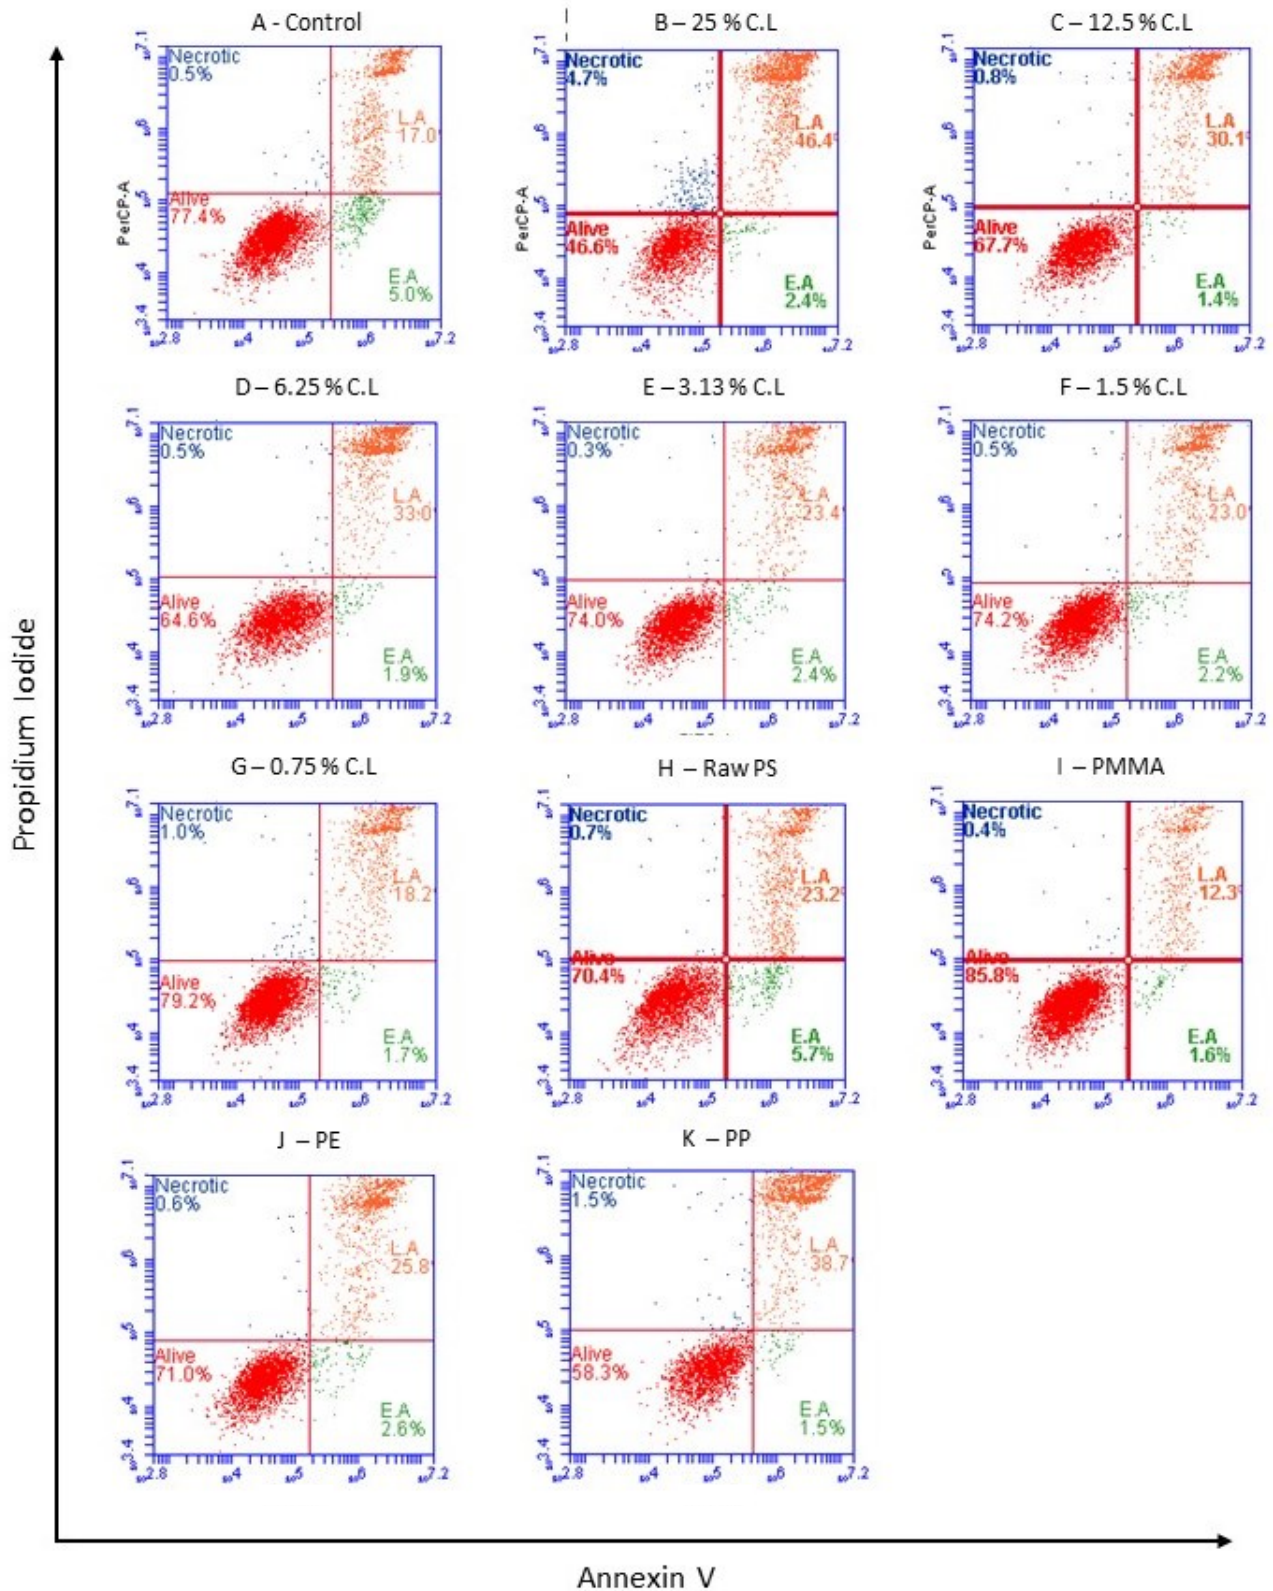 A - Control
B – 25 % C.L
C – 12.5 % C.L
Necrotic
0.5%
L.A
17.0
Alive
77.4%
E.A
5.0%
PerCP-A
Necrotic
4.7%
L.A
46.4
Alive
46.6%
E.A
2.4%
PerCP-A
Necrotic
0.8%
L.A
30.1
Alive
67.7%
E.A
1.4%
PerCP-A
D – 6.25 % C.L
E – 3.13 % C.L
F – 1.5 % C.L
Necrotic
0.5%
L.A
33.0
Alive
64.6%
E.A
1.9%
Necrotic
0.3%
L.A
23.4
Alive
74.0%
E.A
2.4%
Necrotic
0.5%
L.A
23.0
Alive
74.2%
E.A
2.2%
G – 0.75 % C.L
H – Raw PS
I – PMMA
Necrotic
1.0%
L.A
18.2
Alive
79.2%
E.A
1.7%
Necrotic
0.7%
L.A
23.2
Alive
70.4%
E.A
5.7%
Necrotic
0.4%
L.A
12.3
Alive
85.8%
E.A
1.6%
J – PE
K – PP
Necrotic
0.6%
L.A
25.8
Alive
71.0%
E.A
2.6%
Necrotic
1.5%
L.A
38.7
Alive
58.3%
E.A
1.5%
Propidium Iodide
Annexin V